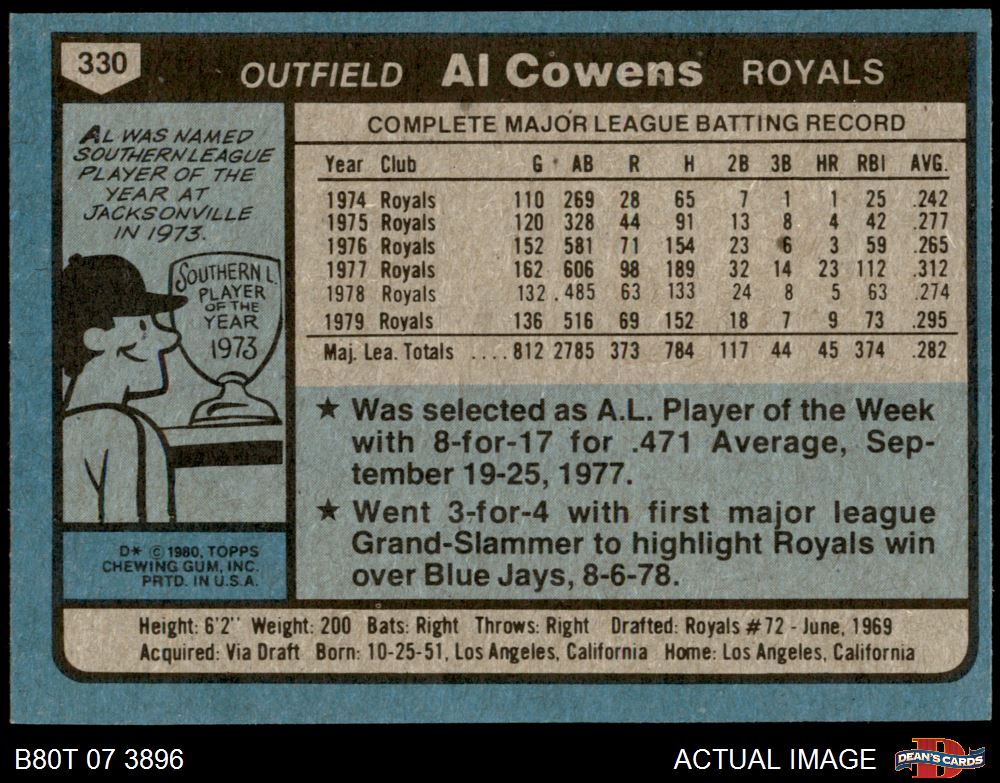 330
OUTFIELD Al Cowens ROYALS
AL WAS NAMED
SOUTHERN LEAGUE
PLAYER OF THE
YEAR AT
JACKSONVILLE
IN 1973.
SOUTHERN L.
PLAYER
OF THE
YEAR
1973
D* © 1980, TOPPS
CHEWING GUM, INC.
PRTD. IN U.S.A.
COMPLETE MAJOR LEAGUE BATTING RECORD
Year Club G AB R H 2B 3B HR RBI AVG.
1974 Royals 110 269 28 65 7 1 1 25 .242
1975 Royals 120 328 44 91 13 8 4 42 .277
1976 Royals 152 581 71 154 23 6 3 59 .265
1977 Royals 162 606 98 189 32 14 23 112 .312
1978 Royals 132 485 63 133 24 8 5 63 .274
1979 Royals 136 516 69 152 18 7 9 73 .295
Maj. Lea. Totals ....812 2785 373 784 117 44 45 374 .282
★ Was selected as A.L. Player of the Week
with 8-for-17 for .471 Average, Sep-
tember 19-25, 1977.
★ Went 3-for-4 with first major league
Grand-Slammer to highlight Royals win
over Blue Jays, 8-6-78.
Height: 6'2" Weight: 200 Bats: Right Throws: Right Drafted: Royals #72 - June, 1969
Acquired: Via Draft Born: 10-25-51, Los Angeles, California Home: Los Angeles, California
B80T 07 3896
ACTUAL IMAGE
D
DEAN'S CARDS